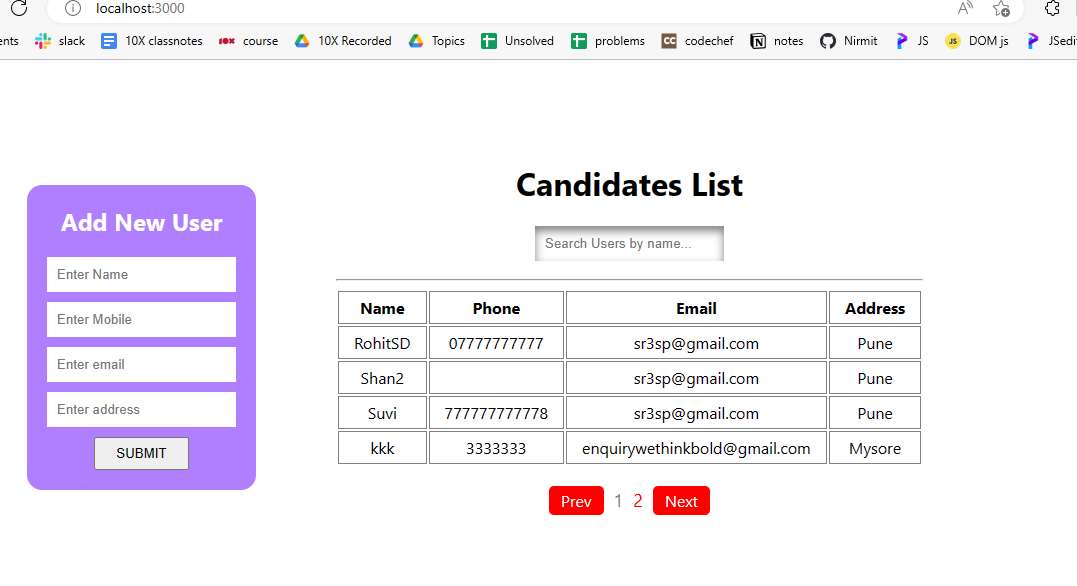 localhost:3000
ents slack 10X classnotes course 10X Recorded Topics Unsolved problems CC codechef notes Nirmit JS JS DOM js JSedit
Candidates List
Add New User
Search Users by name...
Enter Name
Enter Mobile
Enter email
Enter address
SUBMIT
Name Phone Email Address
RohitSD 07777777777 sr3sp@gmail.com Pune
Shan2 sr3sp@gmail.com Pune
Suvi 777777777778 sr3sp@gmail.com Pune
kkk 3333333 enquirywethinkbold@gmail.com Mysore
Prev 1 2 Next